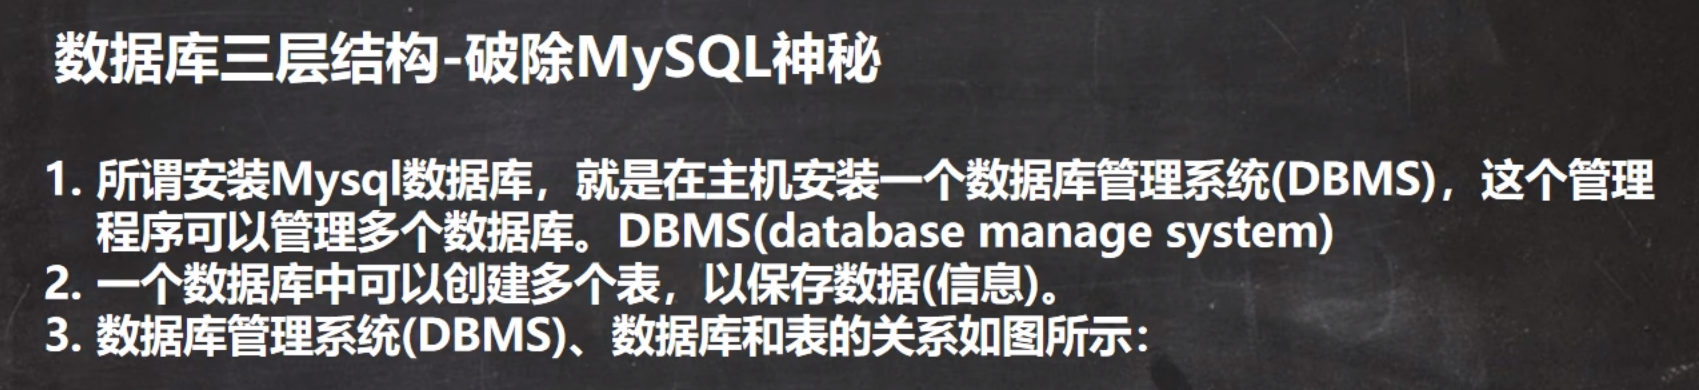 数据库三层结构-破除MySQL神秘
1. 所谓安装Mysql数据库，就是在主机安装一个数据库管理系统(DBMS)，这个管理
程序可以管理多个数据库。DBMS(database manage system)
2. 一个数据库中可以创建多个表，以保存数据(信息)。
3. 数据库管理系统(DBMS)、数据库和表的关系如图所示：